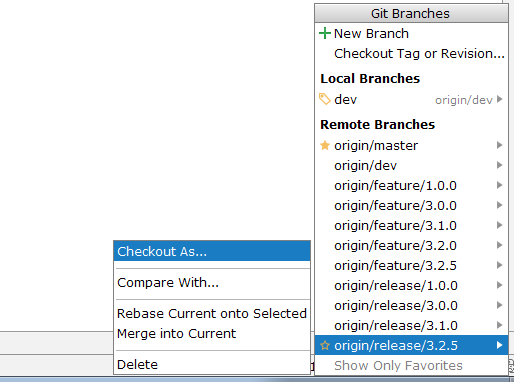 Git Branches
New Branch
Checkout Tag or Revision...
Local Branches
dev origin/dev
Remote Branches
origin/master
origin/dev
origin/feature/1.0.0
origin/feature/3.0.0
origin/feature/3.1.0
origin/feature/3.2.0
origin/feature/3.2.5
origin/release/1.0.0
origin/release/3.0.0
origin/release/3.1.0
origin/release/3.2.5
Show Only Favorites
Checkout As...
Compare With...
Rebase Current onto Selected
Merge into Current
Delete